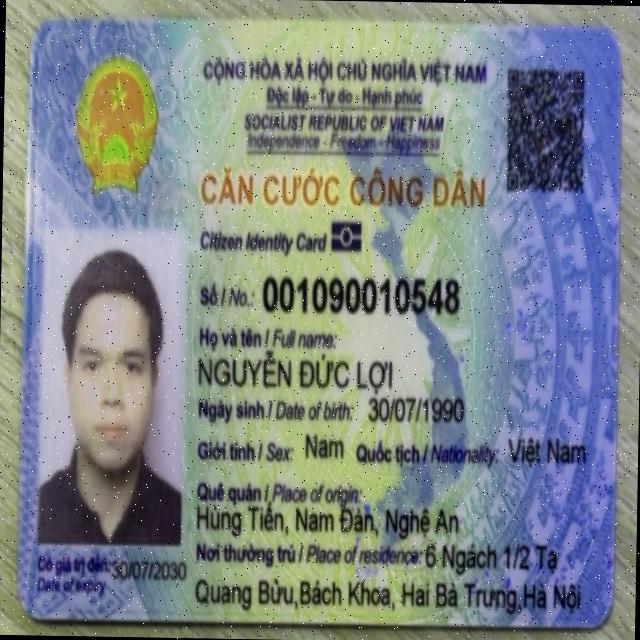 CỘNG HÒA XÃ HỘI CHỦ NGHĨA VIỆT NAM
Độc lập - Tự do - Hạnh phúc
SOCIALIST REPUBLIC OF VIET NAM
Independence - Freedom - Happiness
CĂN CƯỚC CÔNG DÂN
Citizen Identity Card
Số / No.: 001090010548
Họ và tên / Full name:
NGUYỄN ĐỨC LỢI
Ngày sinh / Date of birth: 30/07/1990
Giới tính / Sex: Nam Quốc tịch / Nationality: Việt Nam
Quê quán / Place of origin:
Hùng Tiến, Nam Đàn, Nghệ An
Nơi thường trú / Place of residence: 6 Ngách 1/2 Tạ
Quang Bửu,Bách Khoa, Hai Bà Trưng,Hà Nội
Có giá trị đến: 30/07/2030
Date of expiry